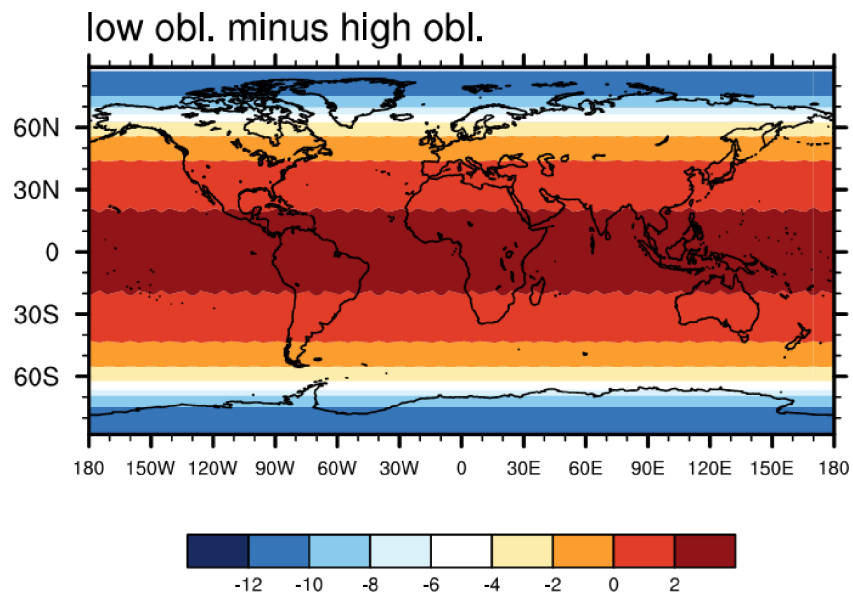 low obl. minus high obl.
60N
30N
0
30S
60S
180 150W 120W 90W 60W 30W 0 30E 60E 90E 120E 150E 180
-12 -10 -8 -6 -4 -2 0 2